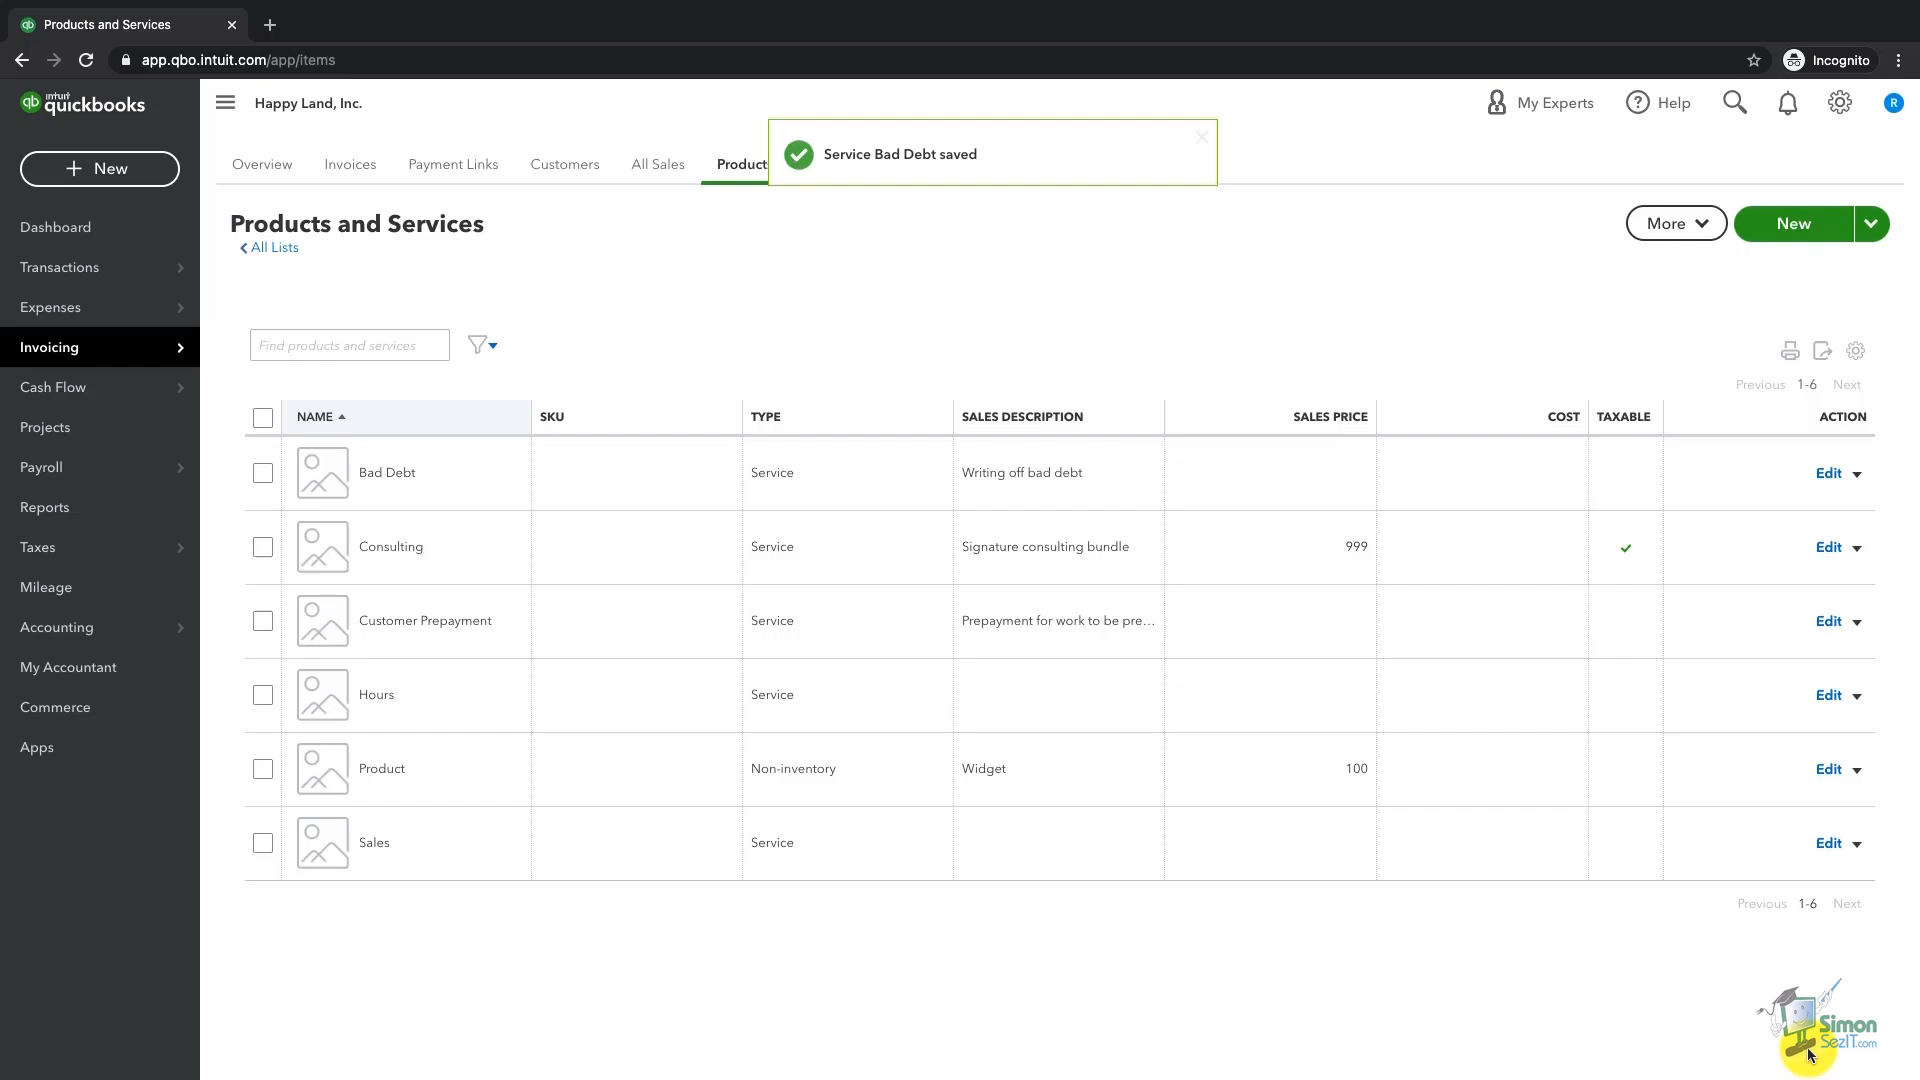 Products and Services
app.qbo.intuit.com/app/items
Incognito
intuit
quickbooks
Happy Land, Inc.
My Experts
Help
R
Service Bad Debt saved
New
Overview
Invoices
Payment Links
Customers
All Sales
Product
Products and Services
All Lists
More
New
Dashboard
Transactions
Expenses
Invoicing
Cash Flow
Projects
Payroll
Reports
Taxes
Mileage
Accounting
My Accountant
Commerce
Apps
Find products and services
Previous 1-6 Next
NAME SKU TYPE SALES DESCRIPTION SALES PRICE COST TAXABLE ACTION
Bad Debt Service Writing off bad debt Edit
Consulting Service Signature consulting bundle 999 Edit
Customer Prepayment Service Prepayment for work to be pre... Edit
Hours Service Edit
Product Non-inventory Widget 100 Edit
Sales Service Edit
Previous 1-6 Next
Simon
SezIT.com